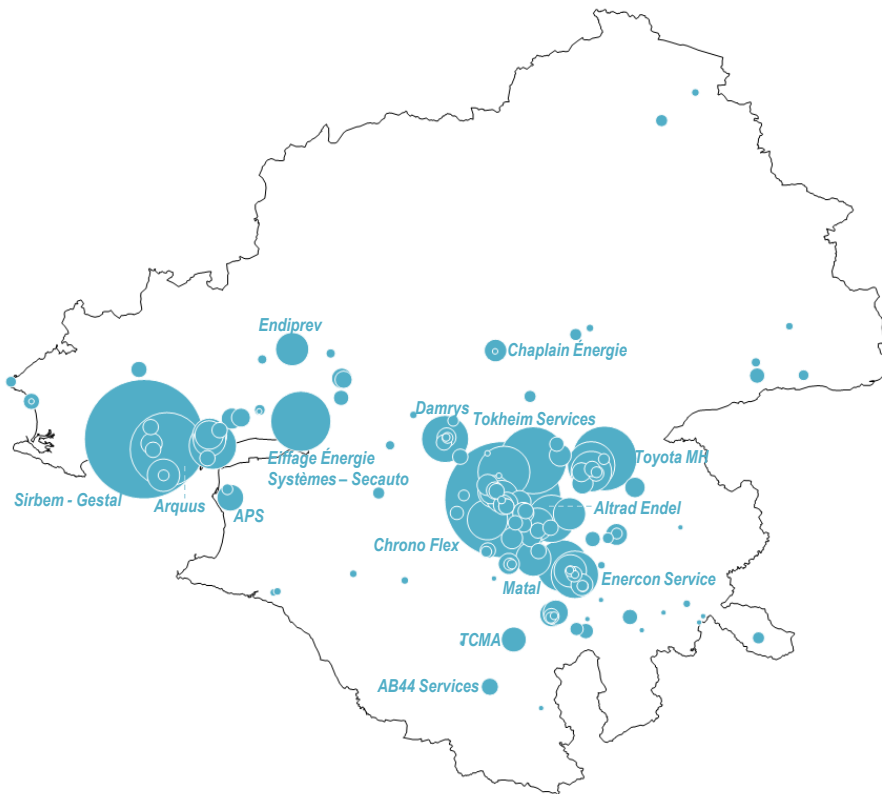 Endiprev
Chaplain Énergie
Damrys
Tokheim Services
Eiffage Énergie
Systèmes – Secauto
Toyota MH
Sirbem - Gestal
Arquus
APS
Altrad Endel
Chrono Flex
Matal
Enercon Service
TCMA
AB44 Services